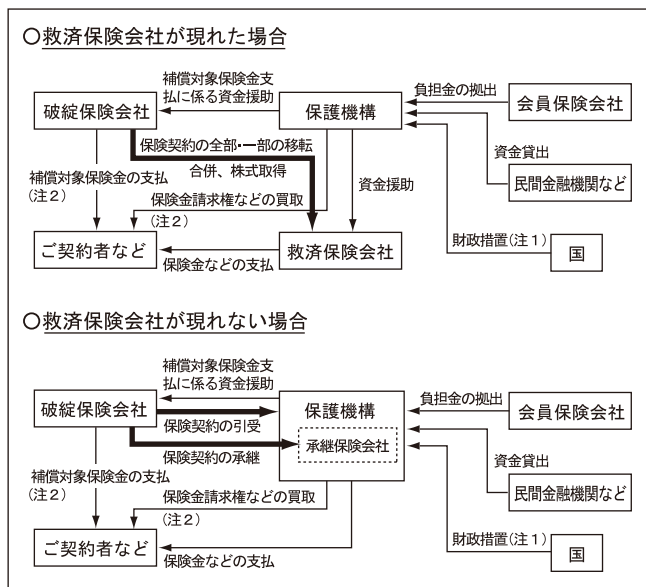 ○救済保険会社が現れた場合
補償対象保険金支
払に係る資金援助
負担金の拠出
破綻保険会社
保護機構
会員保険会社
保険契約の全部・一部の移転
合併、株式取得
資金貸出
補償対象保険金の支払
(注2)
保険金請求権などの買取
(注2)
資金援助
民間金融機関など
財政措置(注1)
ご契約者など
救済保険会社
国
保険金などの支払
○救済保険会社が現れない場合
補償対象保険金支
払に係る資金援助
負担金の拠出
破綻保険会社
保護機構
会員保険会社
保険契約の引受
承継保険会社
保険契約の承継
資金貸出
補償対象保険金の支払
(注2)
保険金請求権などの買取
(注2)
民間金融機関など
財政措置(注1)
ご契約者など
国
保険金などの支払